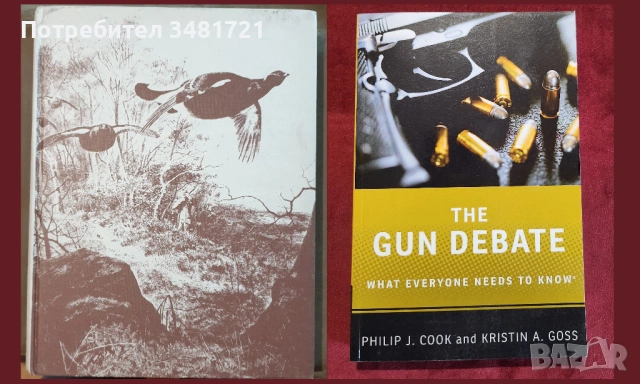 Потребител 3481721
THE
GUN DEBATE
WHAT EVERYONE NEEDS TO KNOW®
PHILIP J. COOK and KRISTIN A. GOSS
BAZAR